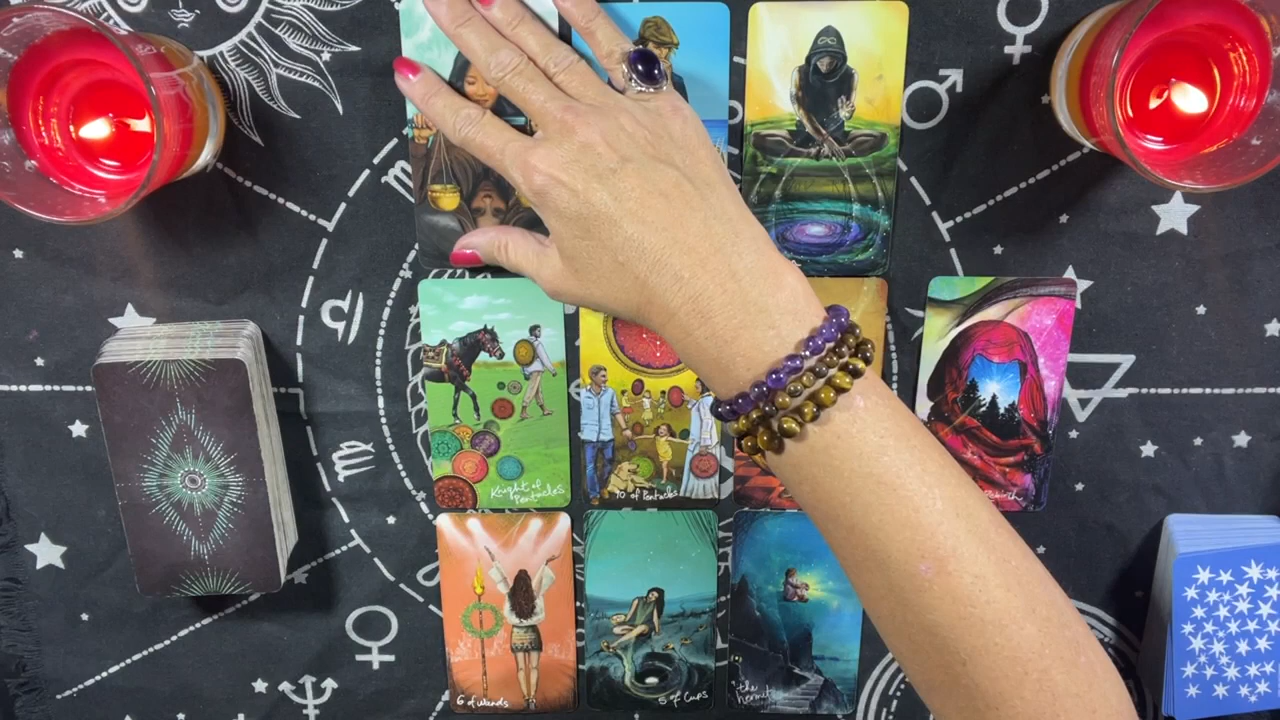 Knight of
Pentacles
10 of Pentacles
6 of Wands
5 of Cups
the
hermit